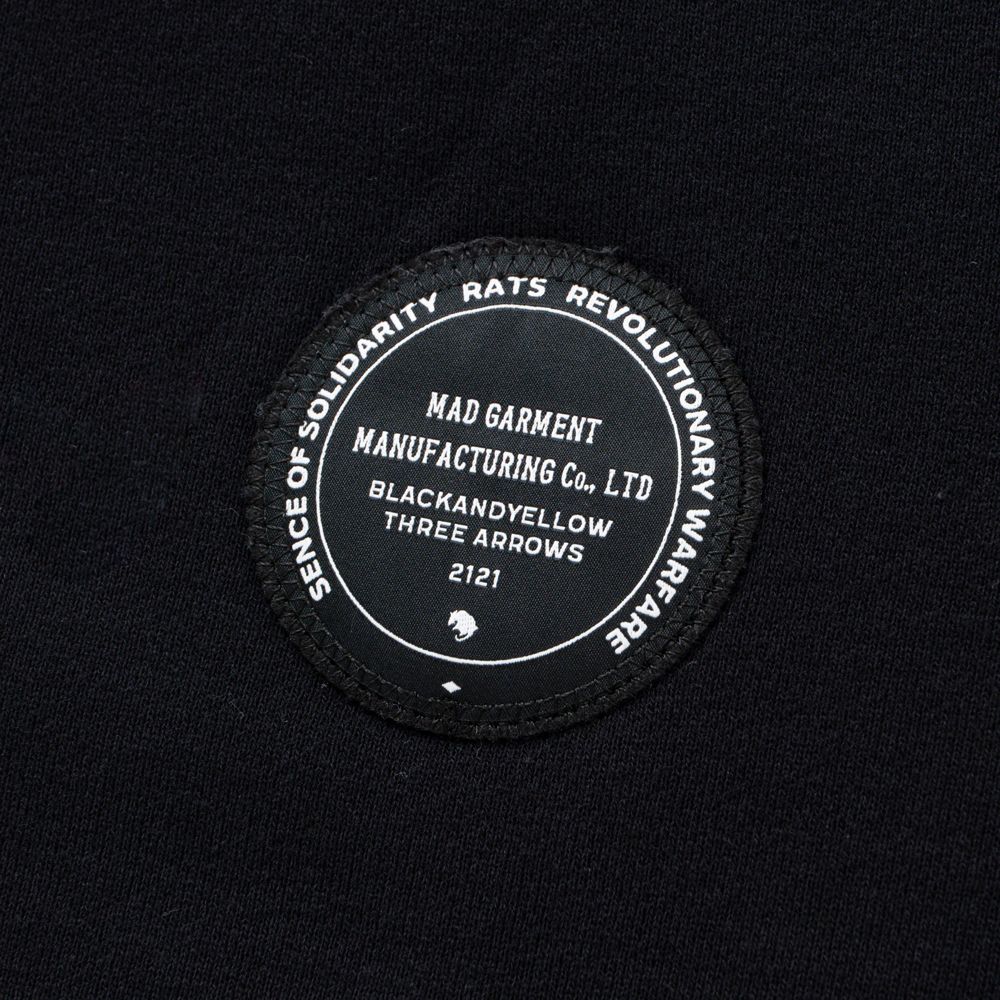 SENCE OF SOLIDARITY RATS REVOLUTIONARY WARFARE
MAD GARMENT
MANUFACTURING Co., LTD
BLACKANDYELLOW
THREE ARROWS
2121